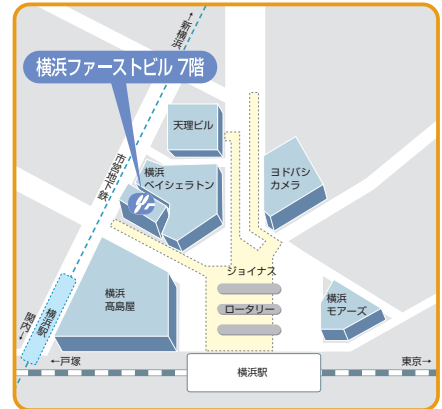 ←新横浜
横浜ファーストビル 7階
天理ビル
市営地下鉄
横浜
ベイシェラトン
ヨドバシ
カメラ
ジョイナス
横浜
高島屋
ロータリー
横浜
モアーズ
横浜駅
関内→
←戸塚
東京→
横浜駅